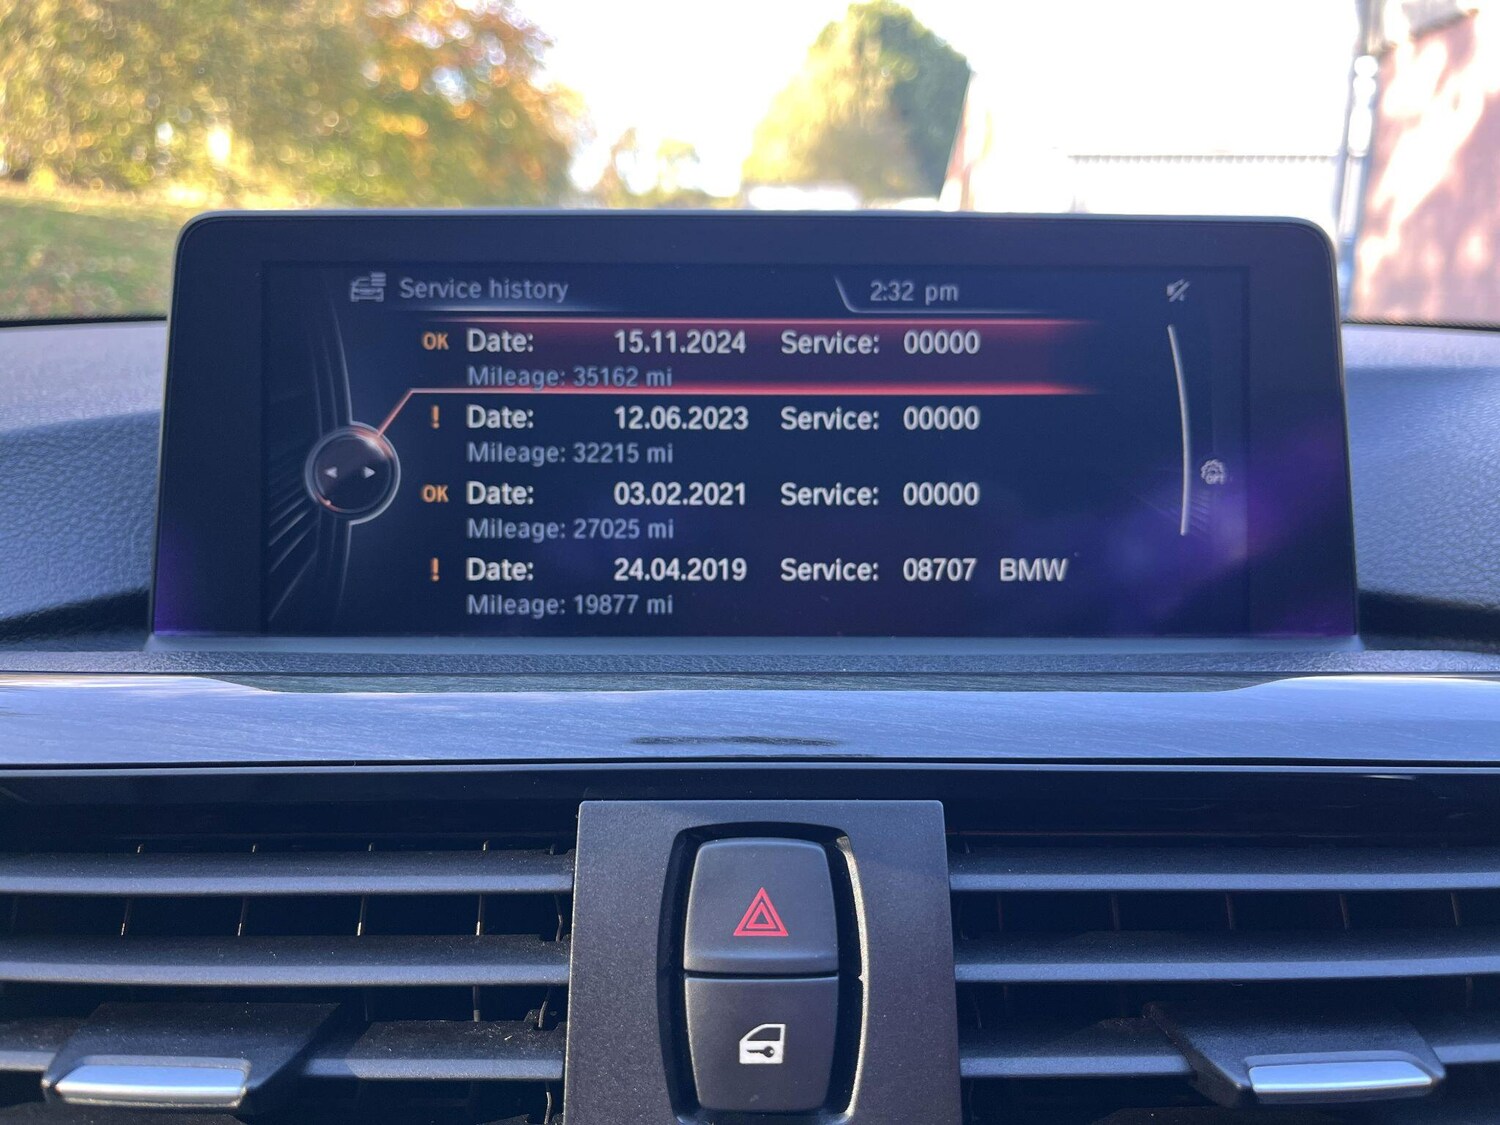 Service history 2:32 pm
OK Date: 15.11.2024 Service: 00000
Mileage: 35162 mi
! Date: 12.06.2023 Service: 00000
Mileage: 32215 mi
OK Date: 03.02.2021 Service: 00000
Mileage: 27025 mi
! Date: 24.04.2019 Service: 08707 BMW
Mileage: 19877 mi